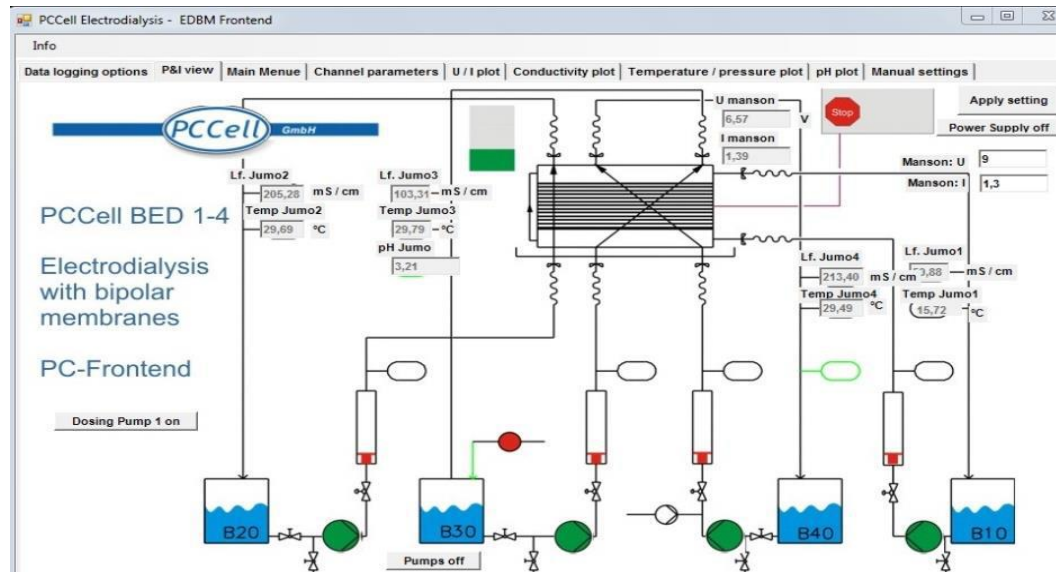 PCCell Electrodialysis - EDBM Frontend
Info
Data logging options P&I view Main Menue Channel parameters U / I plot Conductivity plot Temperature / pressure plot pH plot Manual settings
PCCell GmbH
U manson
6,57 V
I manson
1,39
Stop
Apply setting
Power Supply off
Manson: U 9
Manson: I 1,3
Lf. Jumo2
205,28 mS / cm
Temp Jumo2
29,69 ºC
Lf. Jumo3
103,31 mS / cm
Temp Jumo3
29,79 ºC
pH Jumo
3,21
Lf. Jumo4
213,40 mS / cm
Temp Jumo4
29,49 ºC
Lf. Jumo1
mS / cm
Temp Jumo1
15,72 ºC
PCCell BED 1-4
Electrodialysis
with bipolar
membranes
PC-Frontend
Dosing Pump 1 on
B20
B30
B40
B10
Pumps off